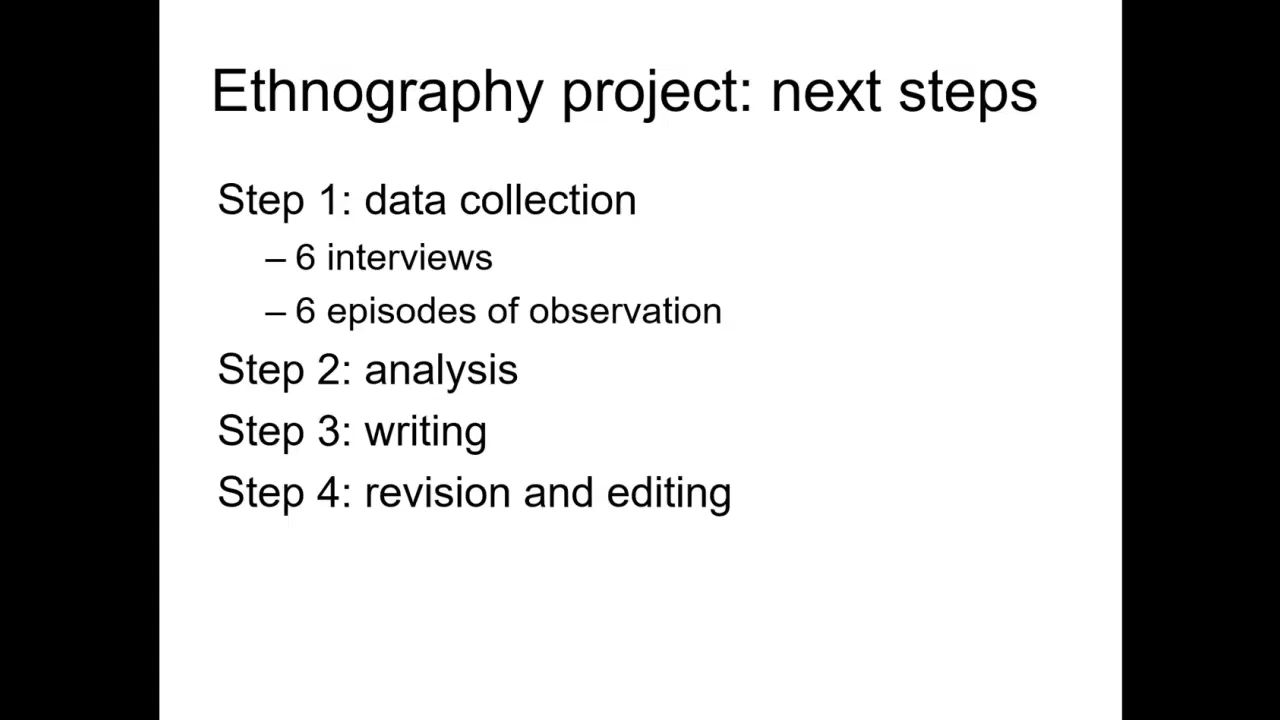 Ethnography project: next steps
Step 1: data collection
– 6 interviews
– 6 episodes of observation
Step 2: analysis
Step 3: writing
Step 4: revision and editing